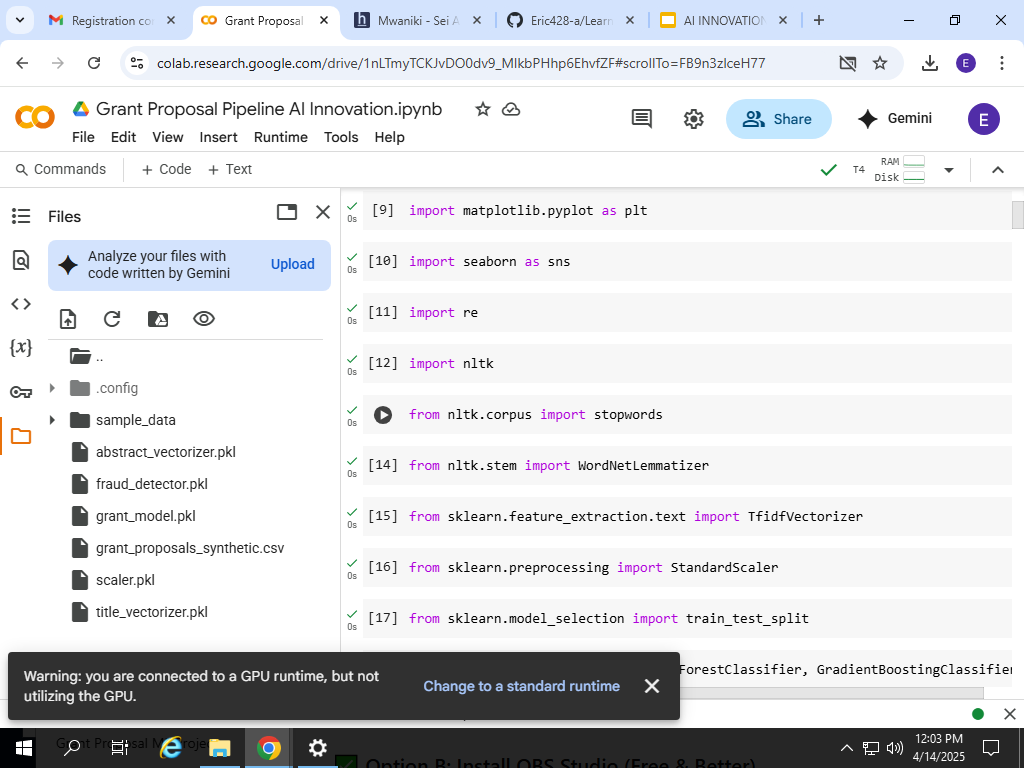 Registration co
Grant Proposal
Mwaniki - Sei A
Eric428-a/Learn
AI INNOVATION
colab.research.google.com/drive/1nLTmyTCKJvDO0dv9_MIkbPHhp6EhvfZF#scrollTo=FB9n3zlceH77
E
Grant Proposal Pipeline AI Innovation.ipynb
File Edit View Insert Runtime Tools Help
Share
Gemini
E
Commands
+ Code
+ Text
T4
RAM
Disk
Files
Analyze your files with
code written by Gemini
Upload
..
.config
sample_data
abstract_vectorizer.pkl
fraud_detector.pkl
grant_model.pkl
grant_proposals_synthetic.csv
scaler.pkl
title_vectorizer.pkl
0s [9] import matplotlib.pyplot as plt
0s [10] import seaborn as sns
0s [11] import re
0s [12] import nltk
0s from nltk.corpus import stopwords
0s [14] from nltk.stem import WordNetLemmatizer
0s [15] from sklearn.feature_extraction.text import TfidfVectorizer
0s [16] from sklearn.preprocessing import StandardScaler
0s [17] from sklearn.model_selection import train_test_split
ForestClassifier, GradientBoostingClassifier
Warning: you are connected to a GPU runtime, but not
utilizing the GPU.
Change to a standard runtime
Grant Proposal
Option B: Install OBS Studio (Free & Better)
12:03 PM
4/14/2025